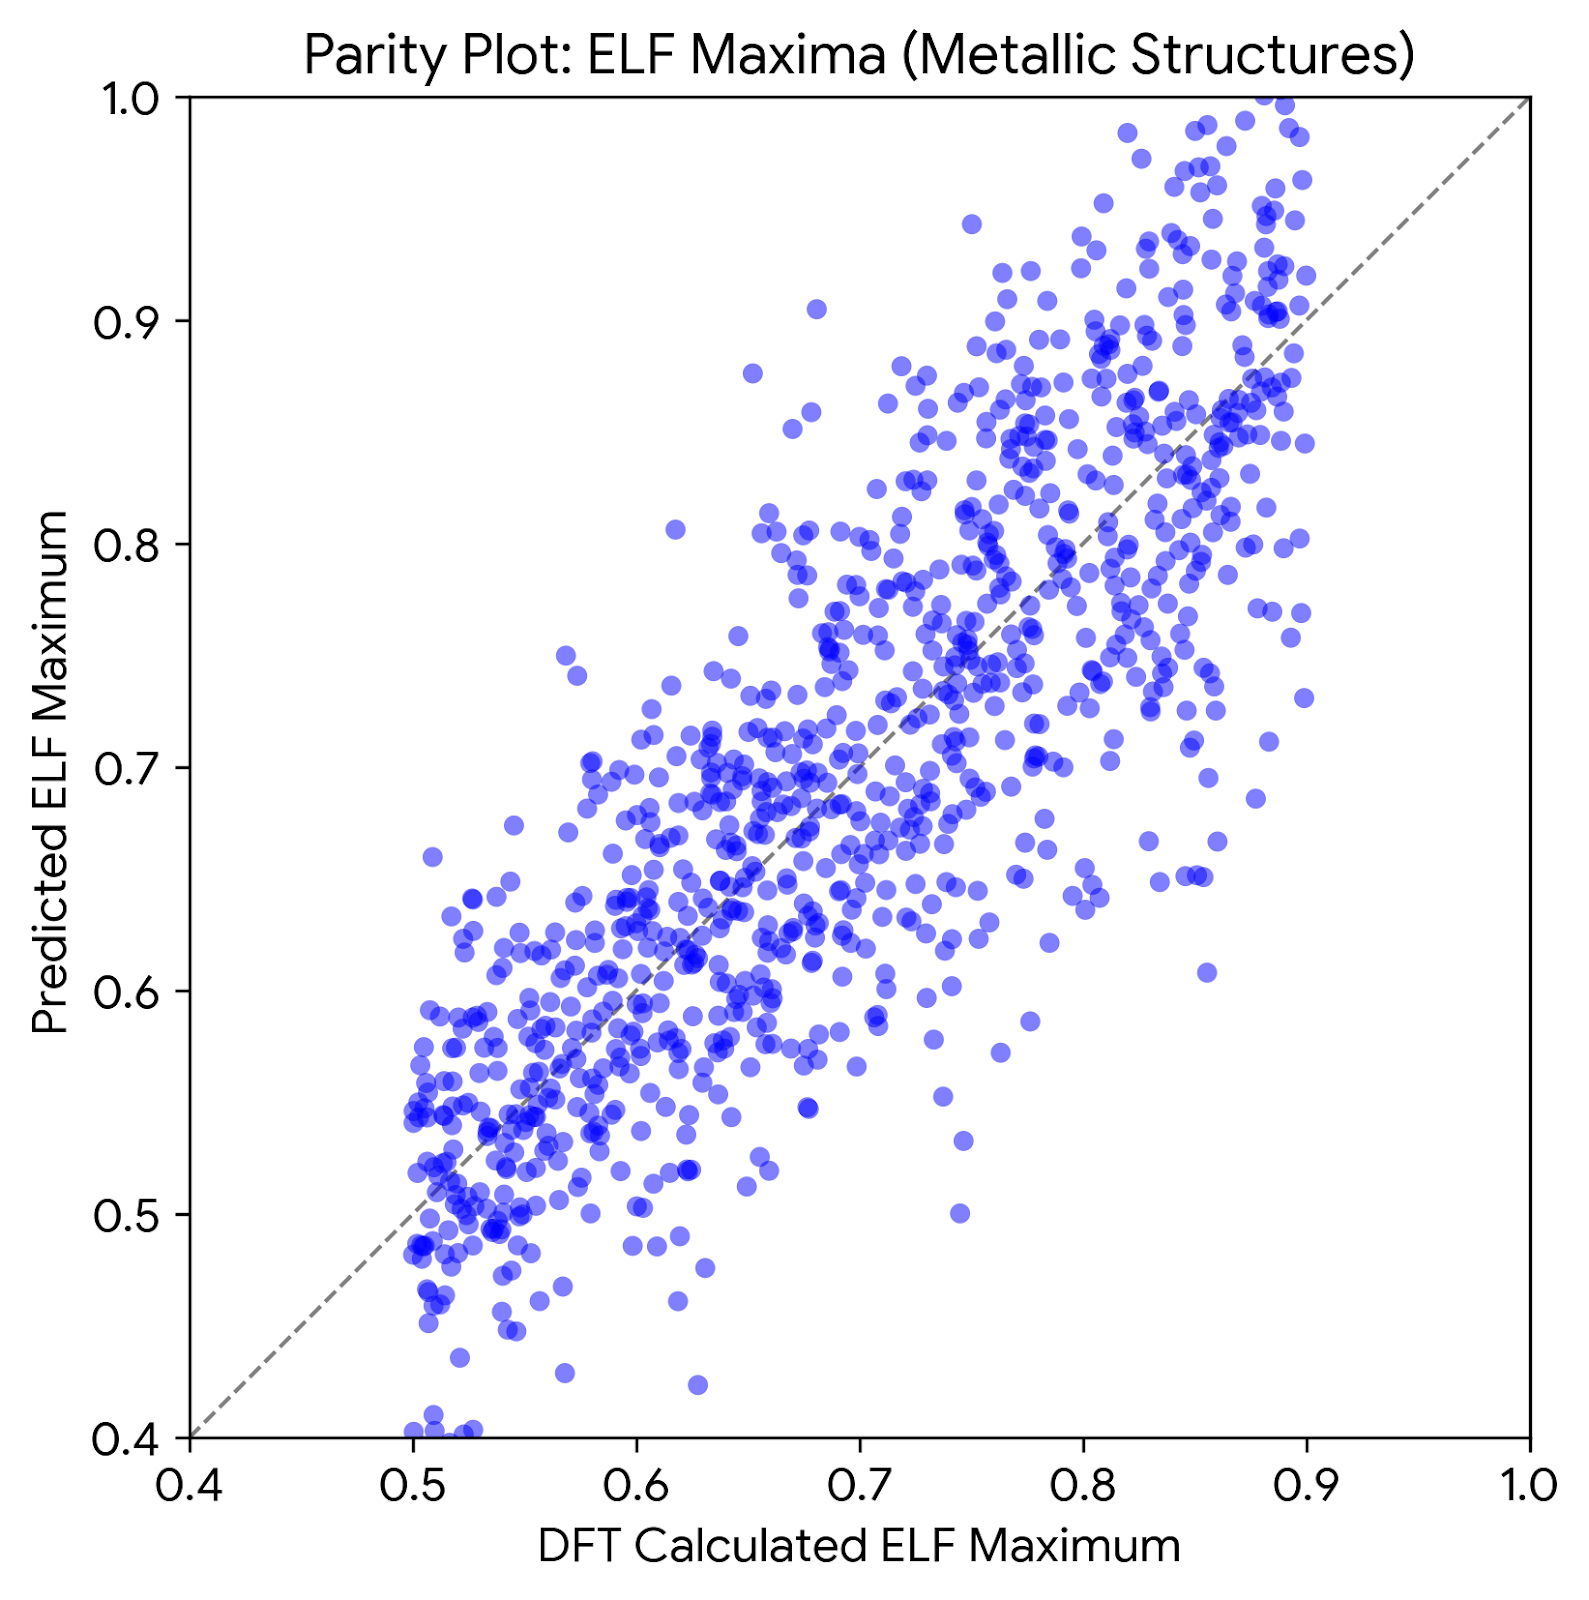 Parity Plot: ELF Maxima (Metallic Structures)
1.0
0.9
0.8
0.7
0.6
0.5
0.4
Predicted ELF Maximum
0.4 0.5 0.6 0.7 0.8 0.9 1.0
DFT Calculated ELF Maximum